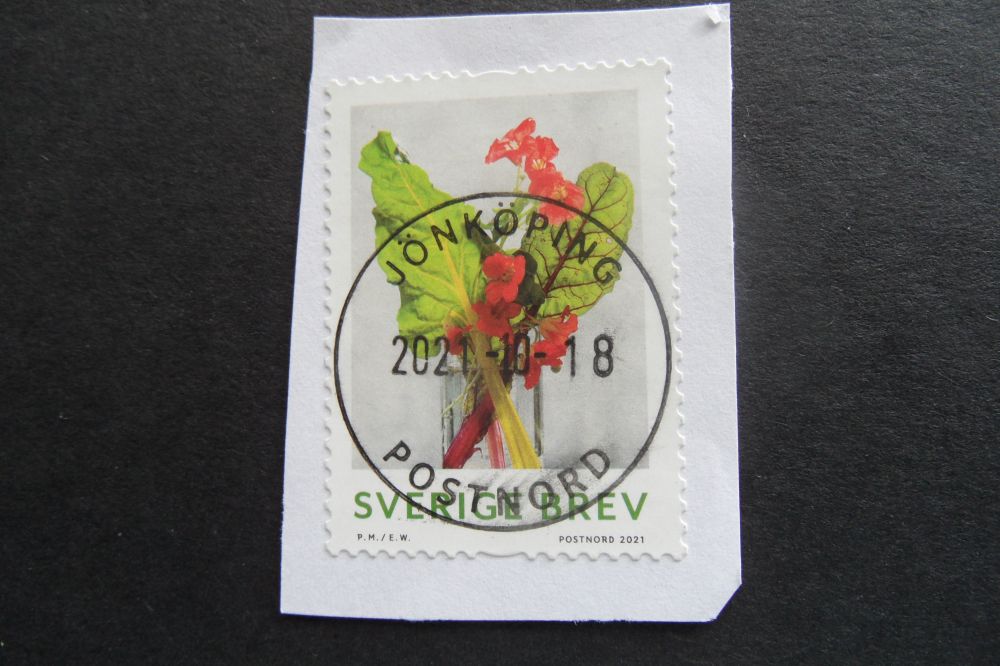 JÖNKÖPING
2021-10-18
POSTNORD
SVERIGE BREV
P.M./E.W. POSTNORD 2021